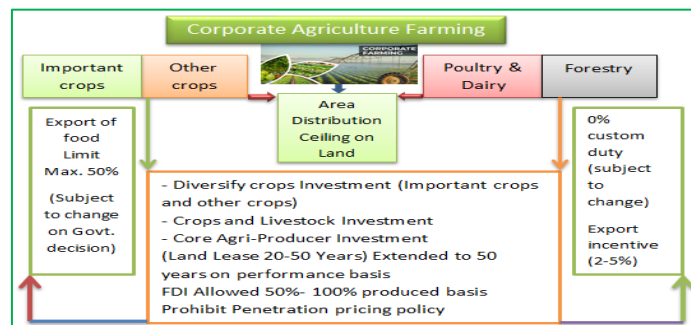 Corporate Agriculture Farming
CORPORATE
FARMING
Important
crops
Other
crops
Poultry &
Dairy
Forestry
Area
Distribution
Ceiling on
Land
Export of
food
Limit
Max. 50%
(Subject
to change
on Govt.
decision)
- Diversify crops Investment (Important crops
and other crops)
- Crops and Livestock Investment
- Core Agri-Producer Investment
(Land Lease 20-50 Years) Extended to 50
years on performance basis
FDI Allowed 50%- 100% produced basis
Prohibit Penetration pricing policy
0%
custom
duty
(subject
to
change)
Export
incentive
(2-5%)